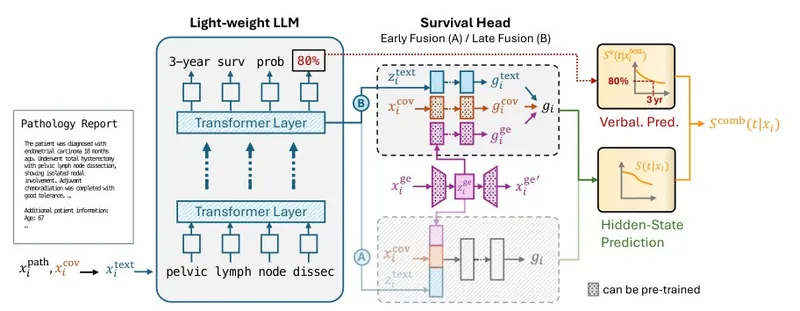 Light-weight LLM
Survival Head
Early Fusion (A) / Late Fusion (B)
3-year surv prob 80%
Transformer Layer
Transformer Layer
pelvic lymph node dissec
Pathology Report
The patient was diagnosed with
endometrial carcinoma 18 months
ago. Underwent total hysterectomy
with pelvic lymph node dissection,
showing isolated nodal
involvement. Adjuvant
chemoradiation was completed with
good tolerance. …
Additional patient information:
Age: 67
…
x_i^path, x_i^cov → x_i^text
B
z_i^text g_i^text
x_i^cov g_i^cov g_i
g_i^ge
x_i^ge z_i^ge x_i^ge′
A
x_i^cov g_i
z_i^text
S^v(t|x_i^text)
80%
3 yr
Verbal. Pred.
S^comb(t|x_i)
S(t|x_i)
Hidden-State
Prediction
can be pre-trained